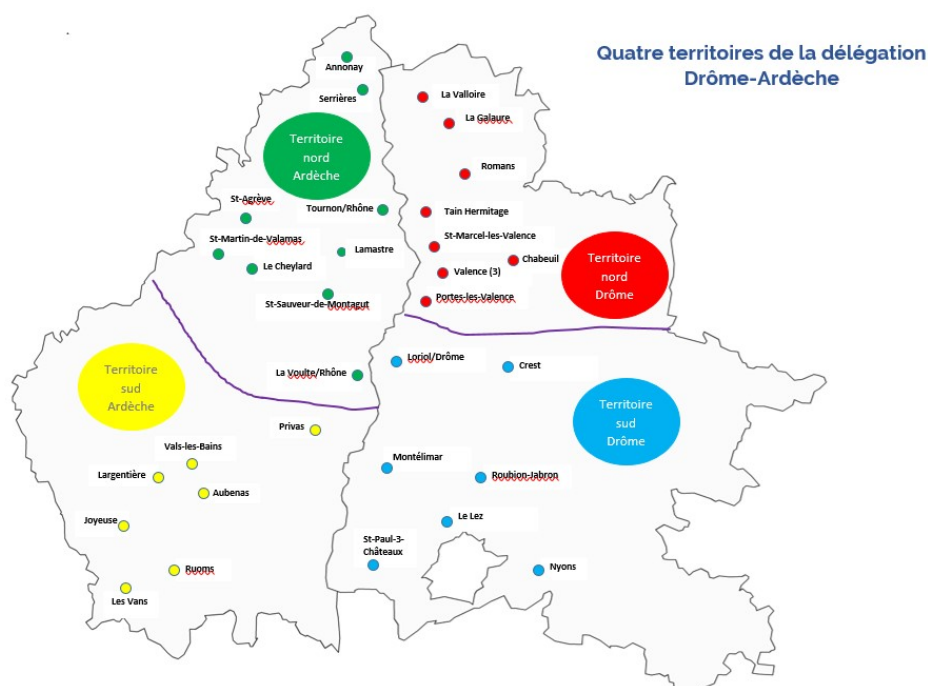 Quatre territoires de la délégation
Drôme-Ardèche
Annonay
Serrières
Territoire
nord
Ardèche
St-Agrève
Tournon/Rhône
St-Martin-de-Valamas
Lamastre
Le Cheylard
St-Sauveur-de-Montagut
La Voulte/Rhône
La Valloire
La Galaure
Romans
Tain Hermitage
St-Marcel-les-Valence
Chabeuil
Valence (3)
Portes-les-Valence
Territoire
nord
Drôme
Territoire
sud
Ardèche
Privas
Vals-les-Bains
Largentière
Aubenas
Joyeuse
Ruoms
Les Vans
Loriol/Drôme
Crest
Territoire
sud
Drôme
Montélimar
Roubion-Jabron
Le Lez
St-Paul-3-
Châteaux
Nyons